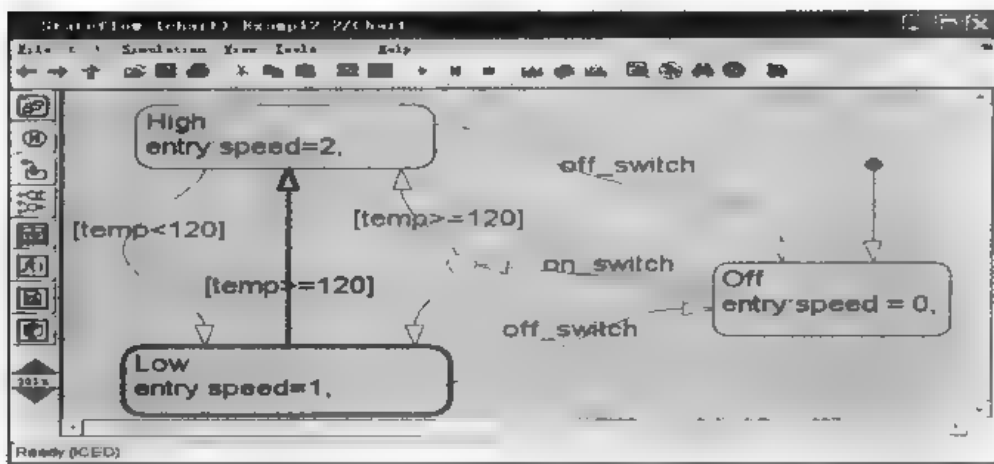 Simulation View Tools Help
High
entry speed=2,
off_switch
[temp<120]
[temp>=120]
on_switch
[temp>=120]
Off
entry speed = 0,
off_switch
Low
entry speed=1,
Ready